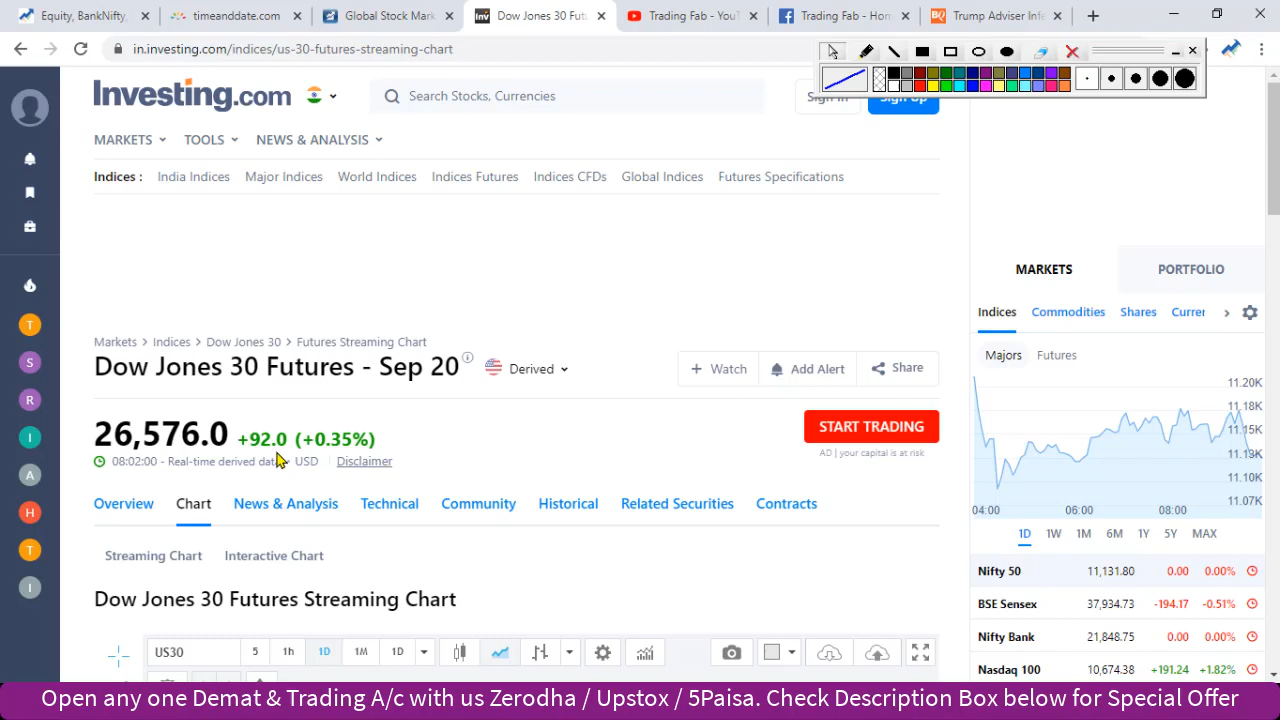 Equity, BankNifty,
timeanddate.com
Global Stock Mark
Inv
Dow Jones 30 Fut
Trading Fab - YouT
Trading Fab - Hom
BQ
Trump Adviser Infe
in.investing.com/indices/us-30-futures-streaming-chart
Investing.com
Search Stocks, Currencies
Sign In
Sign Up
MARKETS
TOOLS
NEWS & ANALYSIS
Indices :
India Indices
Major Indices
World Indices
Indices Futures
Indices CFDs
Global Indices
Futures Specifications
Markets > Indices > Dow Jones 30 > Futures Streaming Chart
Dow Jones 30 Futures - Sep 20
Derived
+ Watch
Add Alert
Share
26,576.0 +92.0 (+0.35%)
08:02:00 - Real-time derived data
USD
Disclaimer
START TRADING
AD | your capital is at risk
Overview
Chart
News & Analysis
Technical
Community
Historical
Related Securities
Contracts
Streaming Chart
Interactive Chart
Dow Jones 30 Futures Streaming Chart
US30
5
1h
1D
1M
1D
T
S
R
I
A
H
T
I
MARKETS
PORTFOLIO
Indices
Commodities
Shares
Currer
Majors
Futures
11.20K
11.18K
11.15K
11.13K
11.10K
11.07K
04:00
06:00
08:00
1D
1W
1M
6M
1Y
5Y
MAX
Nifty 50 11,131.80 0.00 0.00%
BSE Sensex 37,934.73 -194.17 -0.51%
Nifty Bank 21,848.75 0.00 0.00%
Nasdaq 100 10,674.38 +191.24 +1.82%
Open any one Demat & Trading A/c with us Zerodha / Upstox / 5Paisa. Check Description Box below for Special Offer